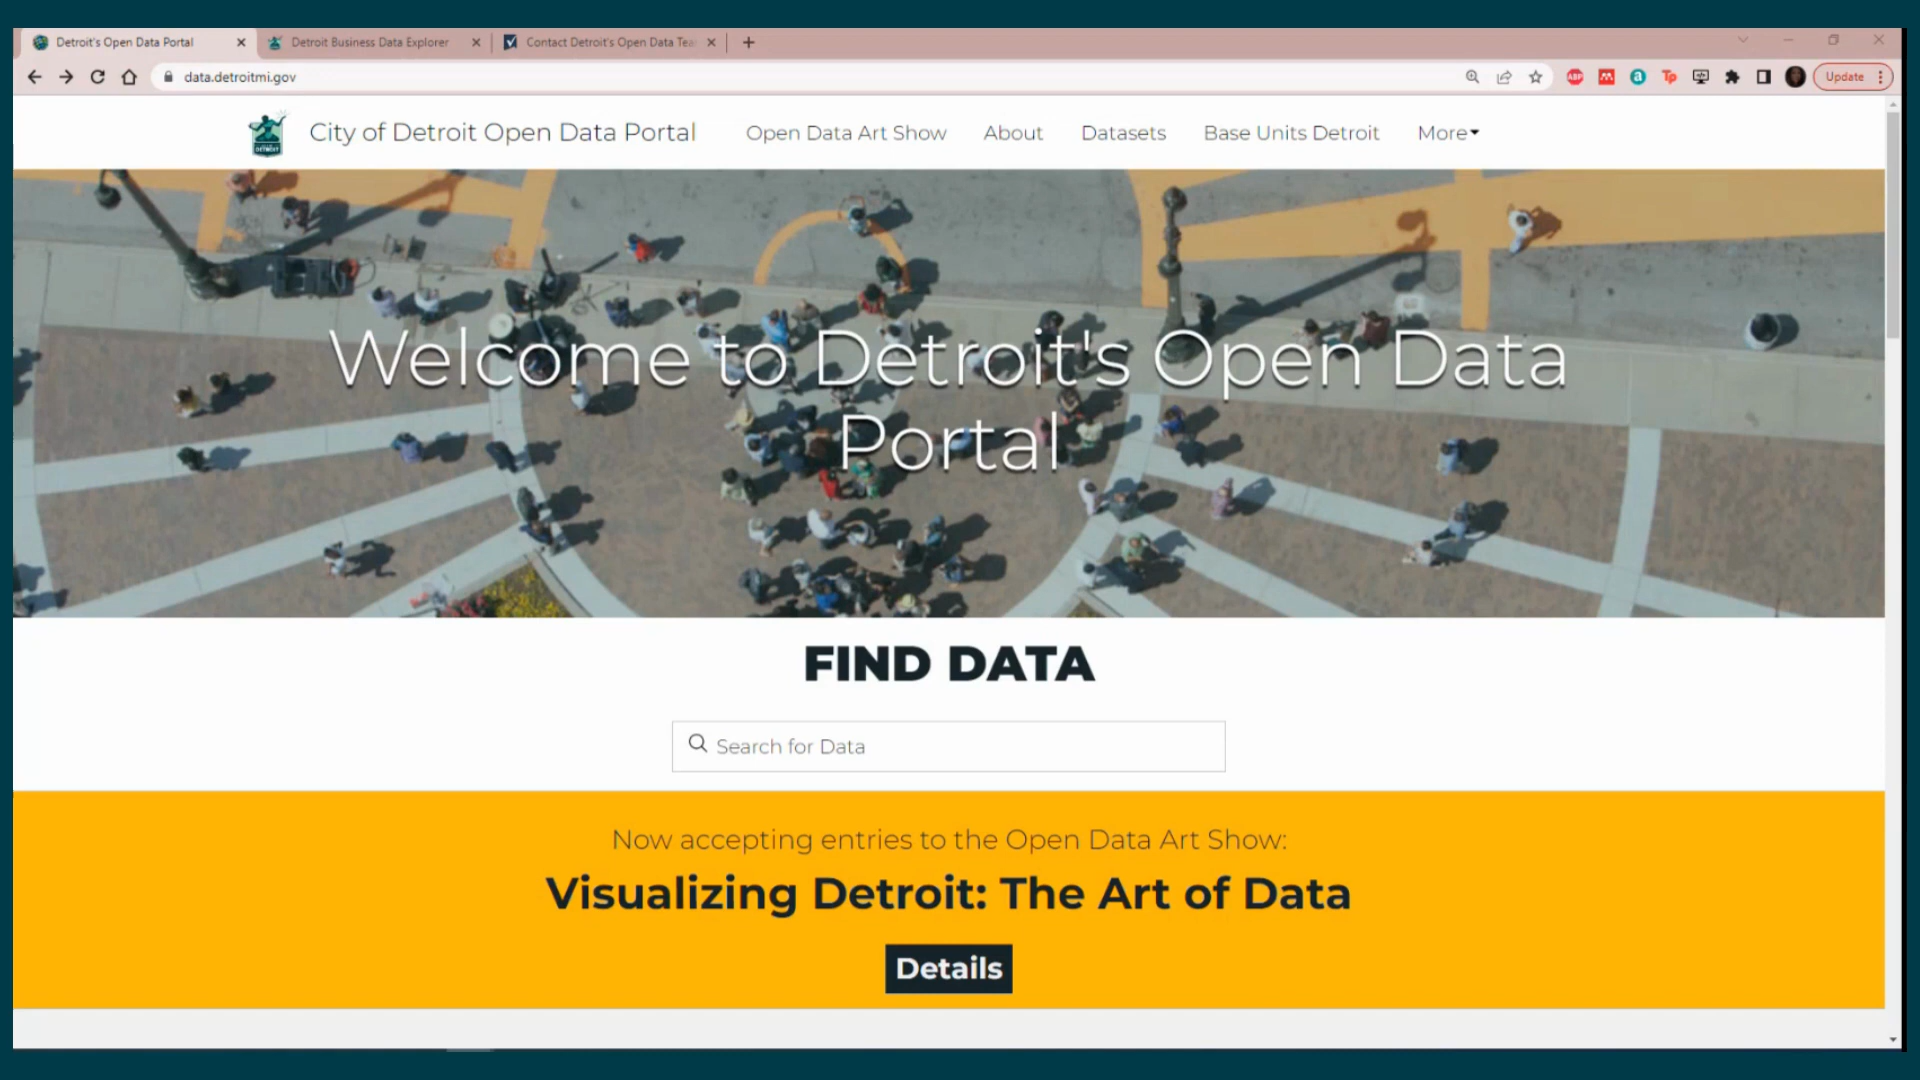 Detroit's Open Data Portal
Detroit Business Data Explorer
Contact Detroit's Open Data Tea
data.detroitmi.gov
ABP
a
Tp
Update
DETROIT
City of Detroit Open Data Portal
Open Data Art Show
About
Datasets
Base Units Detroit
More
Welcome to Detroit's Open Data
Portal
FIND DATA
Search for Data
Now accepting entries to the Open Data Art Show:
Visualizing Detroit: The Art of Data
Details